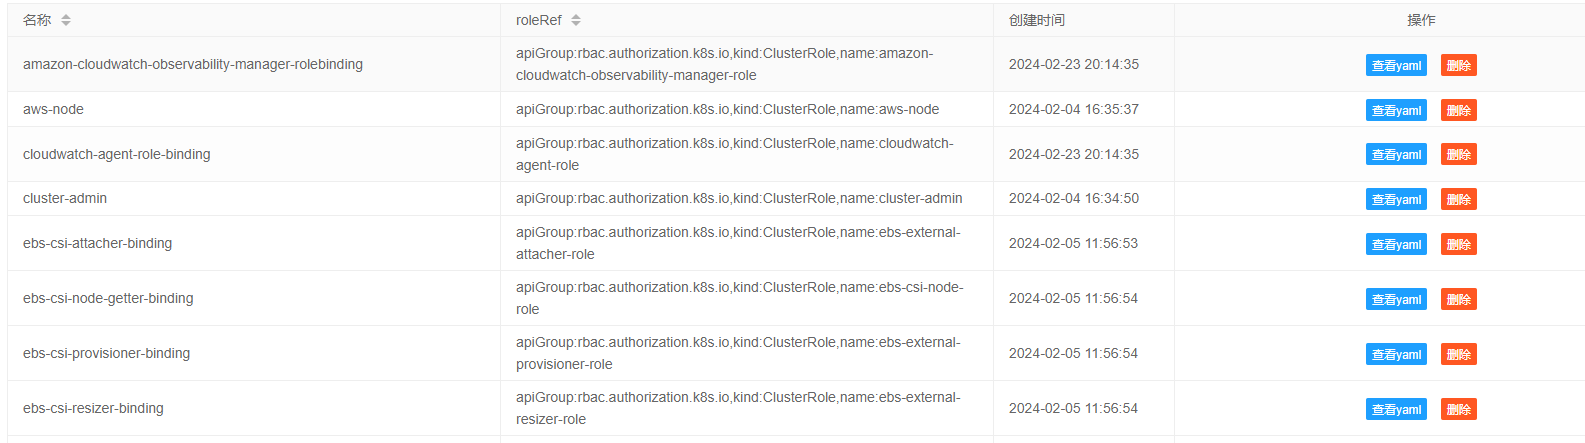 名称 roleRef 创建时间 操作
amazon-cloudwatch-observability-manager-rolebinding apiGroup:rbac.authorization.k8s.io,kind:ClusterRole,name:amazon-
cloudwatch-observability-manager-role 2024-02-23 20:14:35 查看yaml 删除
aws-node apiGroup:rbac.authorization.k8s.io,kind:ClusterRole,name:aws-node 2024-02-04 16:35:37 查看yaml 删除
cloudwatch-agent-role-binding apiGroup:rbac.authorization.k8s.io,kind:ClusterRole,name:cloudwatch-
agent-role 2024-02-23 20:14:35 查看yaml 删除
cluster-admin apiGroup:rbac.authorization.k8s.io,kind:ClusterRole,name:cluster-admin 2024-02-04 16:34:50 查看yaml 删除
ebs-csi-attacher-binding apiGroup:rbac.authorization.k8s.io,kind:ClusterRole,name:ebs-external-
attacher-role 2024-02-05 11:56:53 查看yaml 删除
ebs-csi-node-getter-binding apiGroup:rbac.authorization.k8s.io,kind:ClusterRole,name:ebs-csi-node-
role 2024-02-05 11:56:54 查看yaml 删除
ebs-csi-provisioner-binding apiGroup:rbac.authorization.k8s.io,kind:ClusterRole,name:ebs-external-
provisioner-role 2024-02-05 11:56:54 查看yaml 删除
ebs-csi-resizer-binding apiGroup:rbac.authorization.k8s.io,kind:ClusterRole,name:ebs-external-
resizer-role 2024-02-05 11:56:54 查看yaml 删除